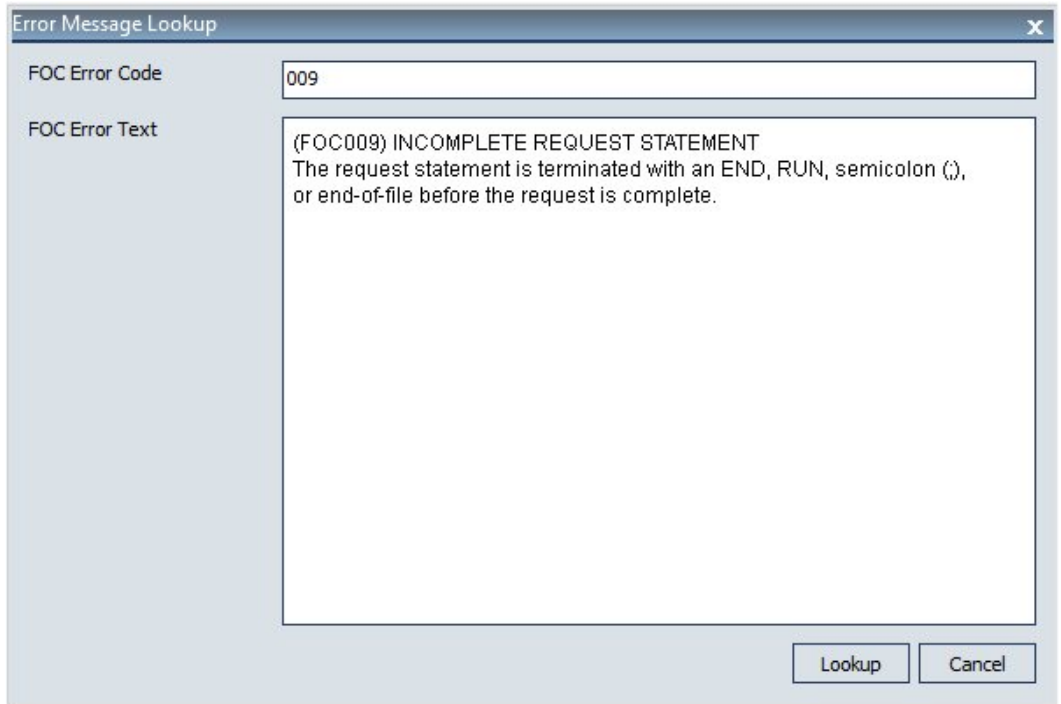 Error Message Lookup
x
FOC Error Code
009
FOC Error Text
(FOC009) INCOMPLETE REQUEST STATEMENT
The request statement is terminated with an END, RUN, semicolon (;),
or end-of-file before the request is complete.
Lookup
Cancel